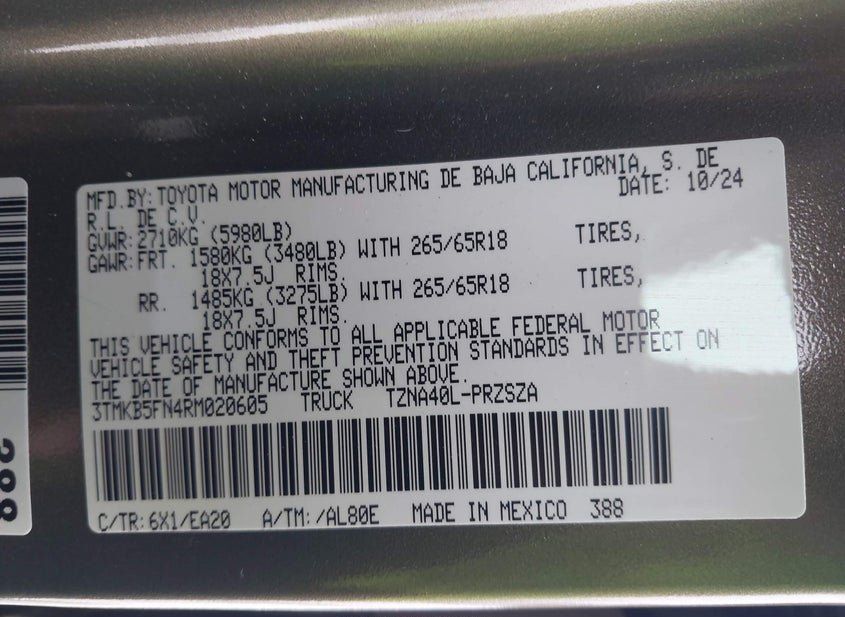 MFD.BY:TOYOTA MOTOR MANUFACTURING DE BAJA CALIFORNIA, S. DE
R.L. DE C.V. DATE: 10/24
GVWR:2710KG (5980LB)
GAWR:FRT. 1580KG (3480LB) WITH 265/65R18 TIRES,
18X7.5J RIMS.
RR. 1485KG (3275LB) WITH 265/65R18 TIRES,
18X7.5J RIMS.
THIS VEHICLE CONFORMS TO ALL APPLICABLE FEDERAL MOTOR
VEHICLE SAFETY AND THEFT PREVENTION STANDARDS IN EFFECT ON
THE DATE OF MANUFACTURE SHOWN ABOVE.
3TMKB5FN4RM020605 TRUCK TZNA40L-PRZSZA
C/TR:6X1/EA20 A/TM:/AL80E MADE IN MEXICO 388